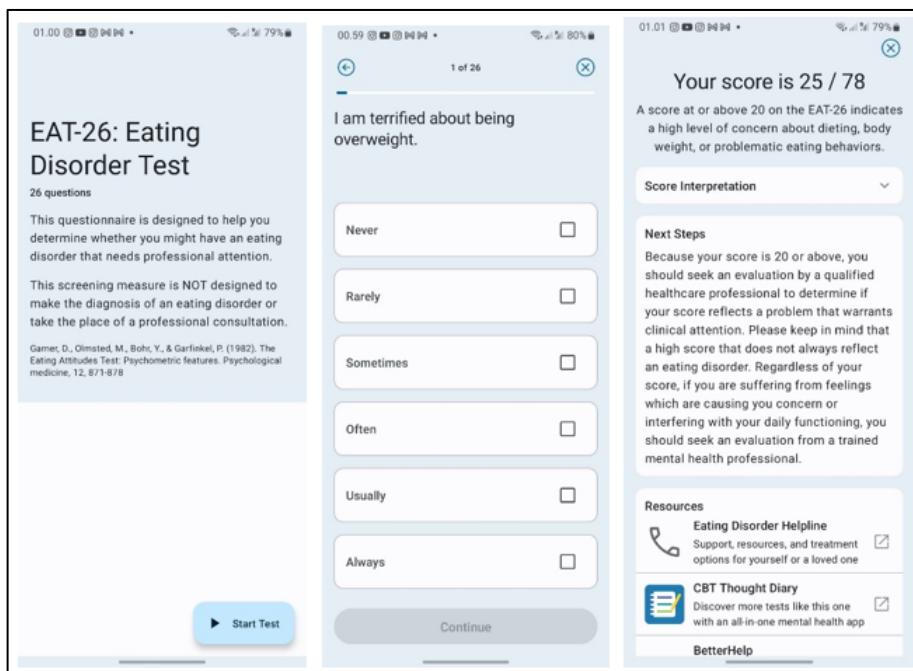 01.00
79%
EAT-26: Eating
Disorder Test
26 questions
This questionnaire is designed to help you
determine whether you might have an eating
disorder that needs professional attention.
This screening measure is NOT designed to
make the diagnosis of an eating disorder or
take the place of a professional consultation.
Garner, D., Olmsted, M., Bohr, Y., & Garfinkel, P. (1982). The
Eating Attitudes Test: Psychometric features. Psychological
medicine, 12, 871-878
Start Test
00.59
80%
1 of 26
I am terrified about being
overweight.
Never
Rarely
Sometimes
Often
Usually
Always
Continue
01.01
79%
Your score is 25 / 78
A score at or above 20 on the EAT-26 indicates
a high level of concern about dieting, body
weight, or problematic eating behaviors.
Score Interpretation
Next Steps
Because your score is 20 or above, you
should seek an evaluation by a qualified
healthcare professional to determine if
your score reflects a problem that warrants
clinical attention. Please keep in mind that
a high score that does not always reflect
an eating disorder. Regardless of your
score, if you are suffering from feelings
which are causing you concern or
interfering with your daily functioning, you
should seek an evaluation from a trained
mental health professional.
Resources
Eating Disorder Helpline
Support, resources, and treatment
options for yourself or a loved one
CBT Thought Diary
Discover more tests like this one
with an all-in-one mental health app
BetterHelp